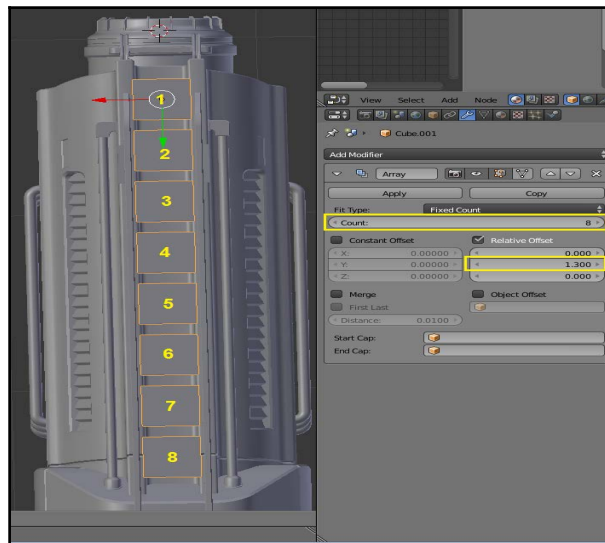 1
2
3
4
5
6
7
8
View Select Add Node
Cube.001
Add Modifier
Array
Apply Copy
Fit Type: Fixed Count
Count: 8
Constant Offset Relative Offset
X: 0.00000 0.000
Y: 0.00000 1.300
Z: 0.00000 0.000
Merge Object Offset
First Last
Distance: 0.0100
Start Cap:
End Cap: